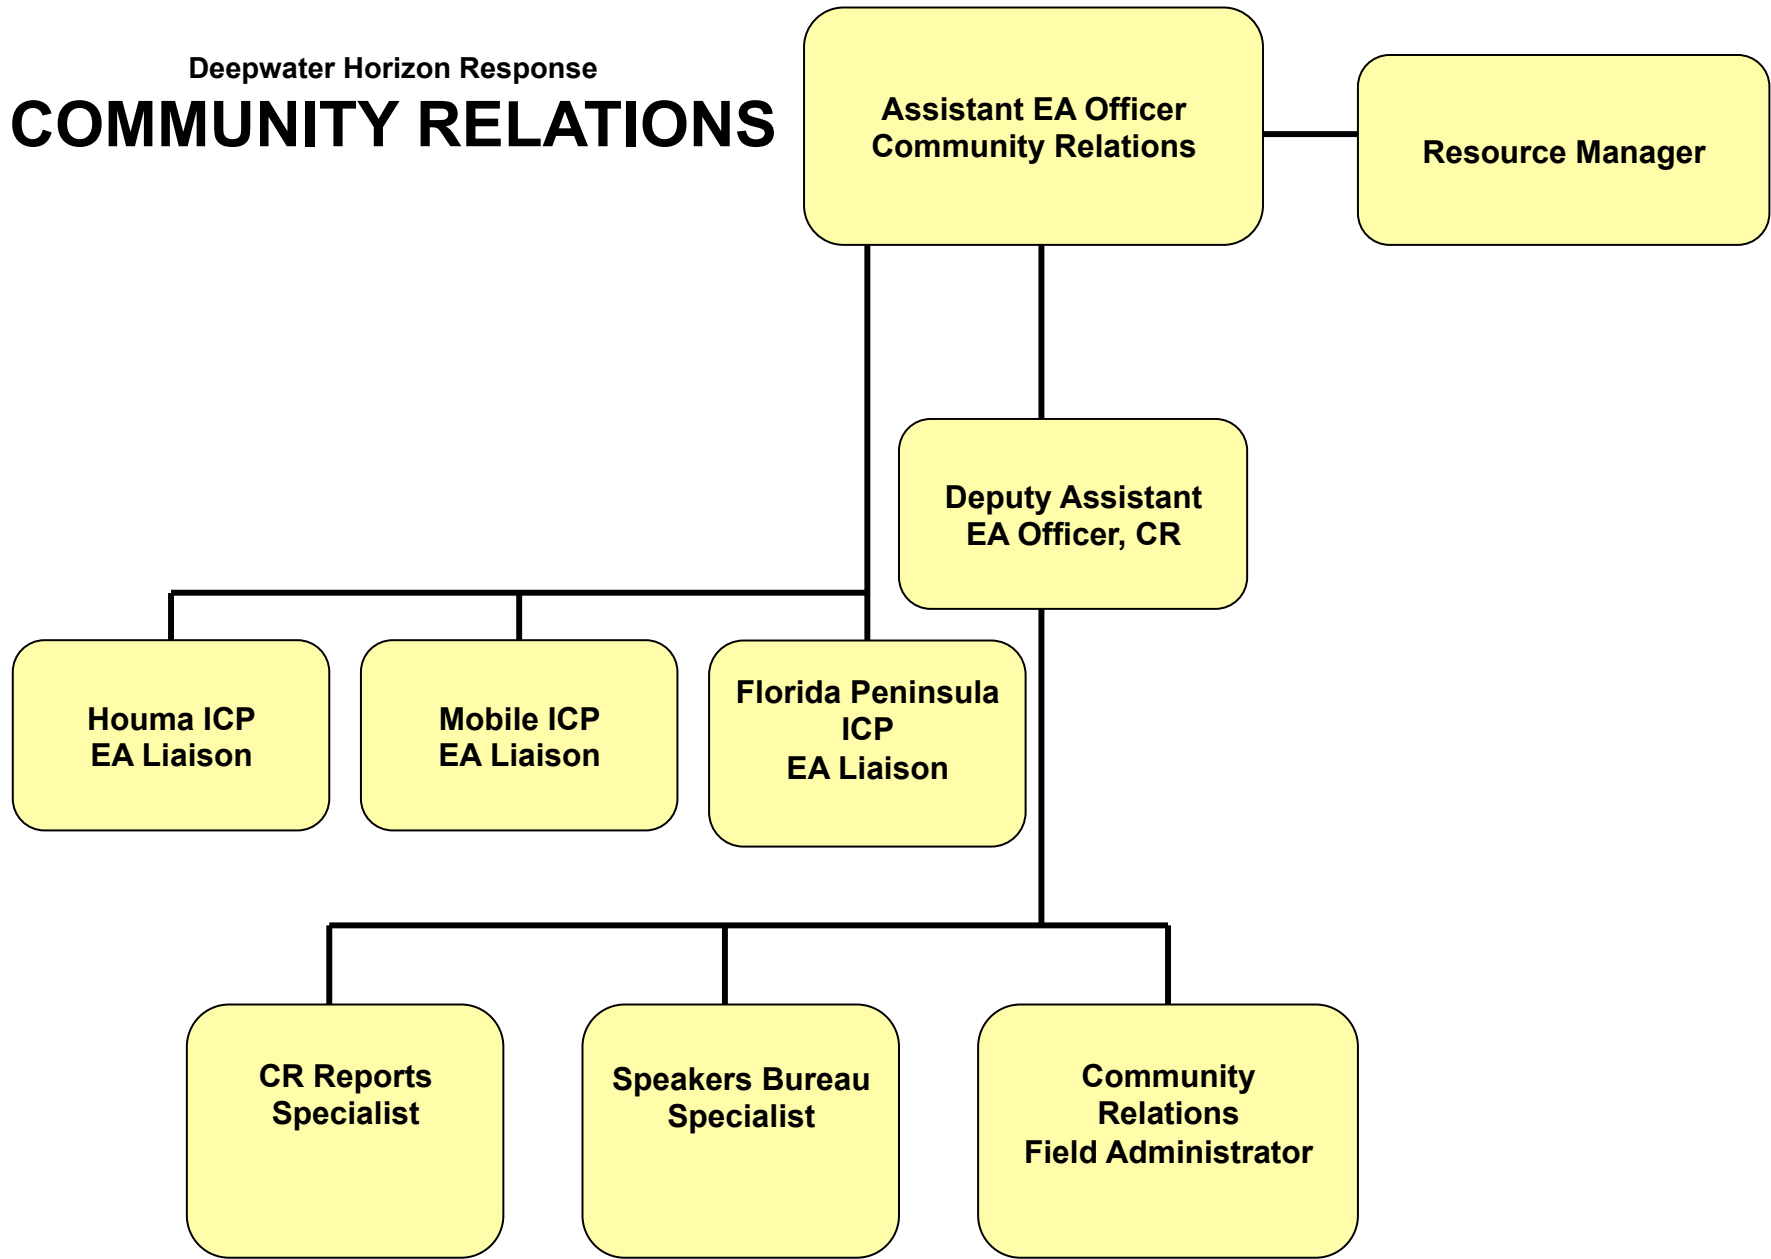 Deepwater Horizon Response
COMMUNITY RELATIONS
Assistant EA Officer
Community Relations
Resource Manager
Deputy Assistant
EA Officer, CR
Houma ICP
EA Liaison
Mobile ICP
EA Liaison
Florida Peninsula
ICP
EA Liaison
CR Reports
Specialist
Speakers Bureau
Specialist
Community
Relations
Field Administrator